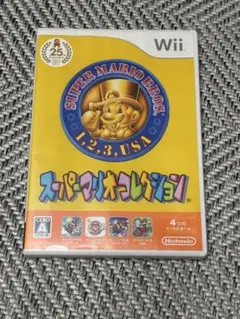 25
Wii
SUPER MARIO BROS.
1, 2, 3, USA
スーパーマリオコレクション
CERO
A
4つの
Nintendo